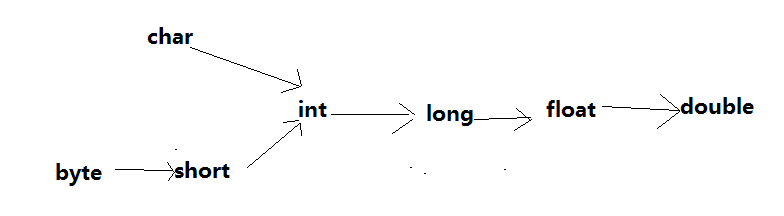 char
int long float double
byte short